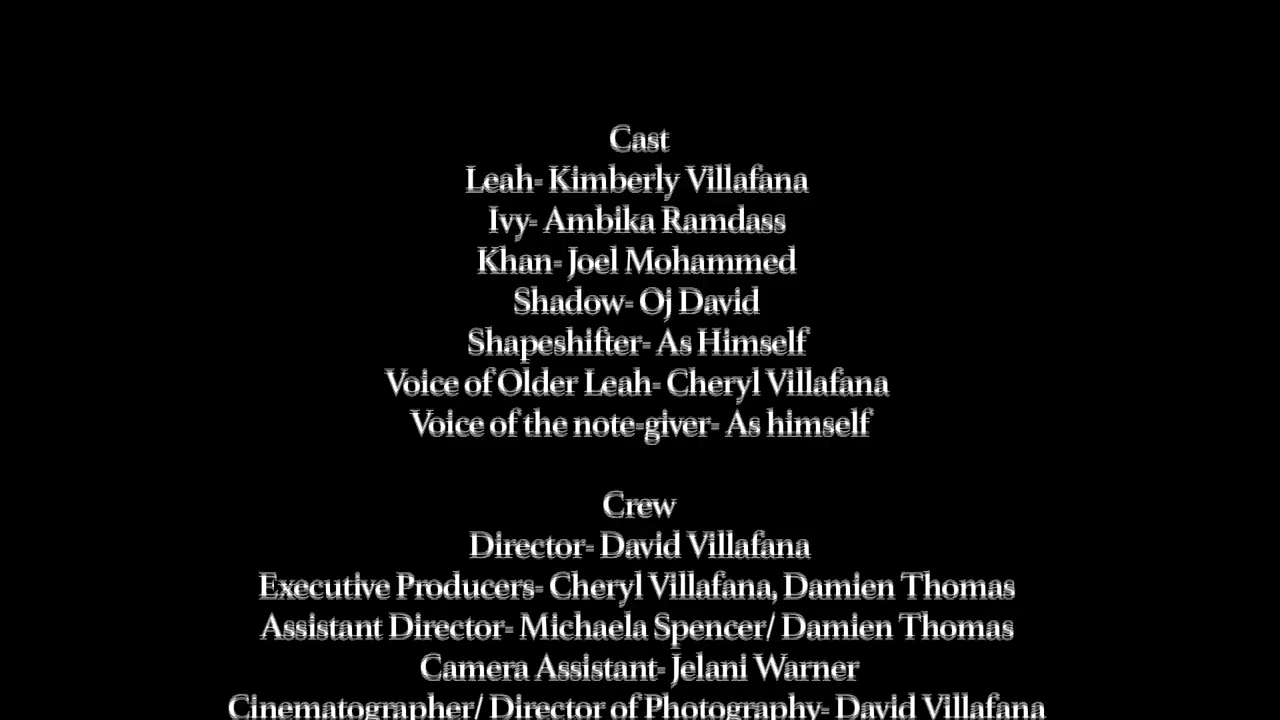 Cast
Leah- Kimberly Villafana
Ivy- Ambika Ramdass
Khan- Joel Mohammed
Shadow- Oj David
Shapeshifter- As Himself
Voice of Older Leah- Cheryl Villafana
Voice of the note-giver- As himself
Crew
Director- David Villafana
Executive Producers- Cheryl Villafana, Damien Thomas
Assistant Director- Michaela Spencer/ Damien Thomas
Camera Assistant- Jelani Warner
Cinematographer/ Director of Photography- David Villafana